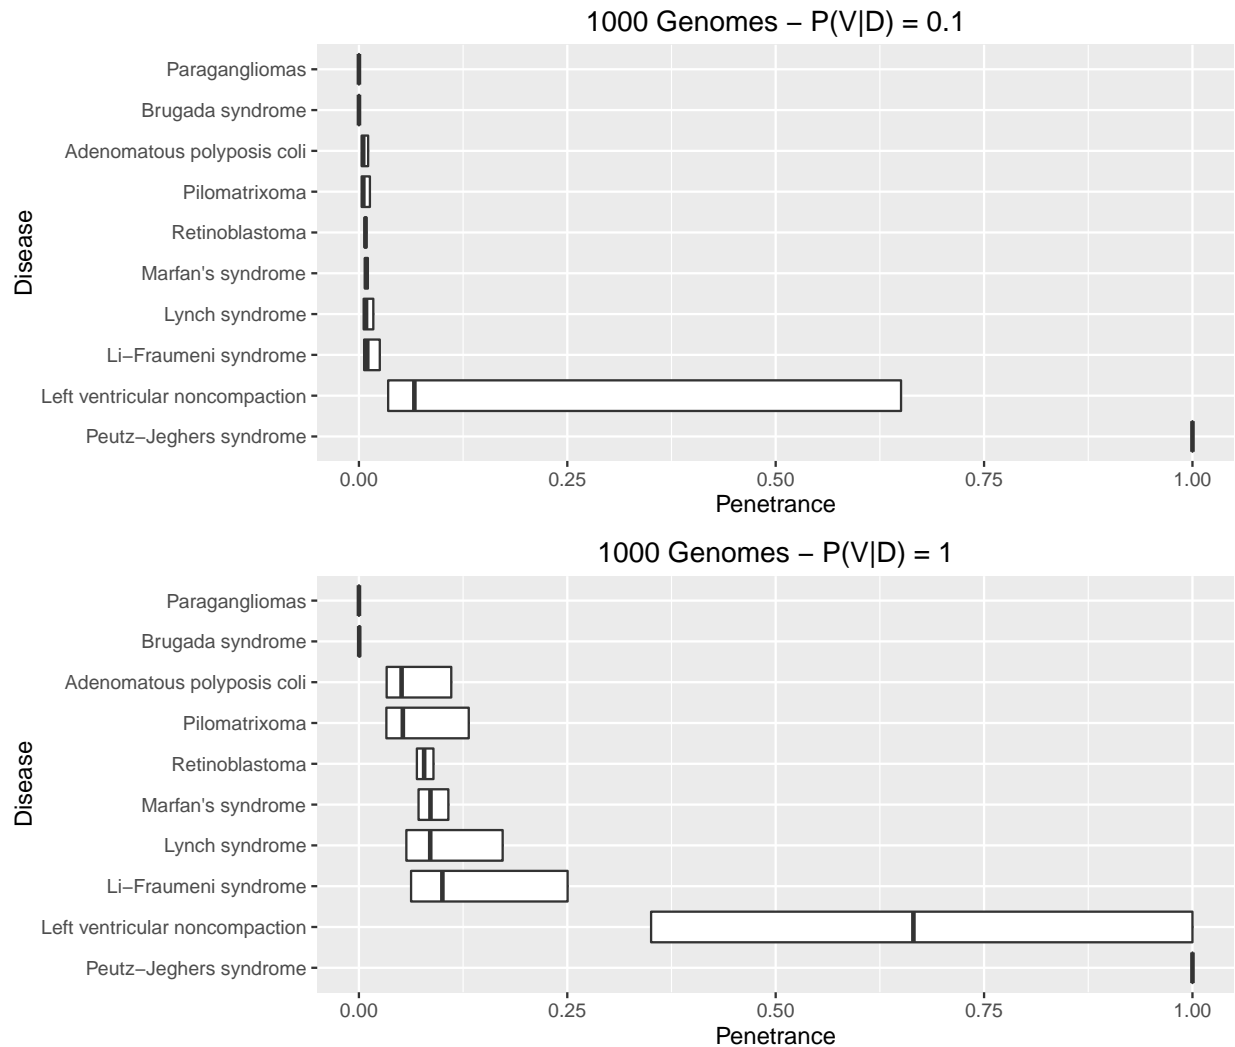 1000 Genomes − P(V|D) = 0.1
Disease
Paragangliomas
Brugada syndrome
Adenomatous polyposis coli
Pilomatrixoma
Retinoblastoma
Marfan's syndrome
Lynch syndrome
Li−Fraumeni syndrome
Left ventricular noncompaction
Peutz−Jeghers syndrome
0.00 0.25 0.50 0.75 1.00
Penetrance
1000 Genomes − P(V|D) = 1
Disease
Paragangliomas
Brugada syndrome
Adenomatous polyposis coli
Pilomatrixoma
Retinoblastoma
Marfan's syndrome
Lynch syndrome
Li−Fraumeni syndrome
Left ventricular noncompaction
Peutz−Jeghers syndrome
0.00 0.25 0.50 0.75 1.00
Penetrance